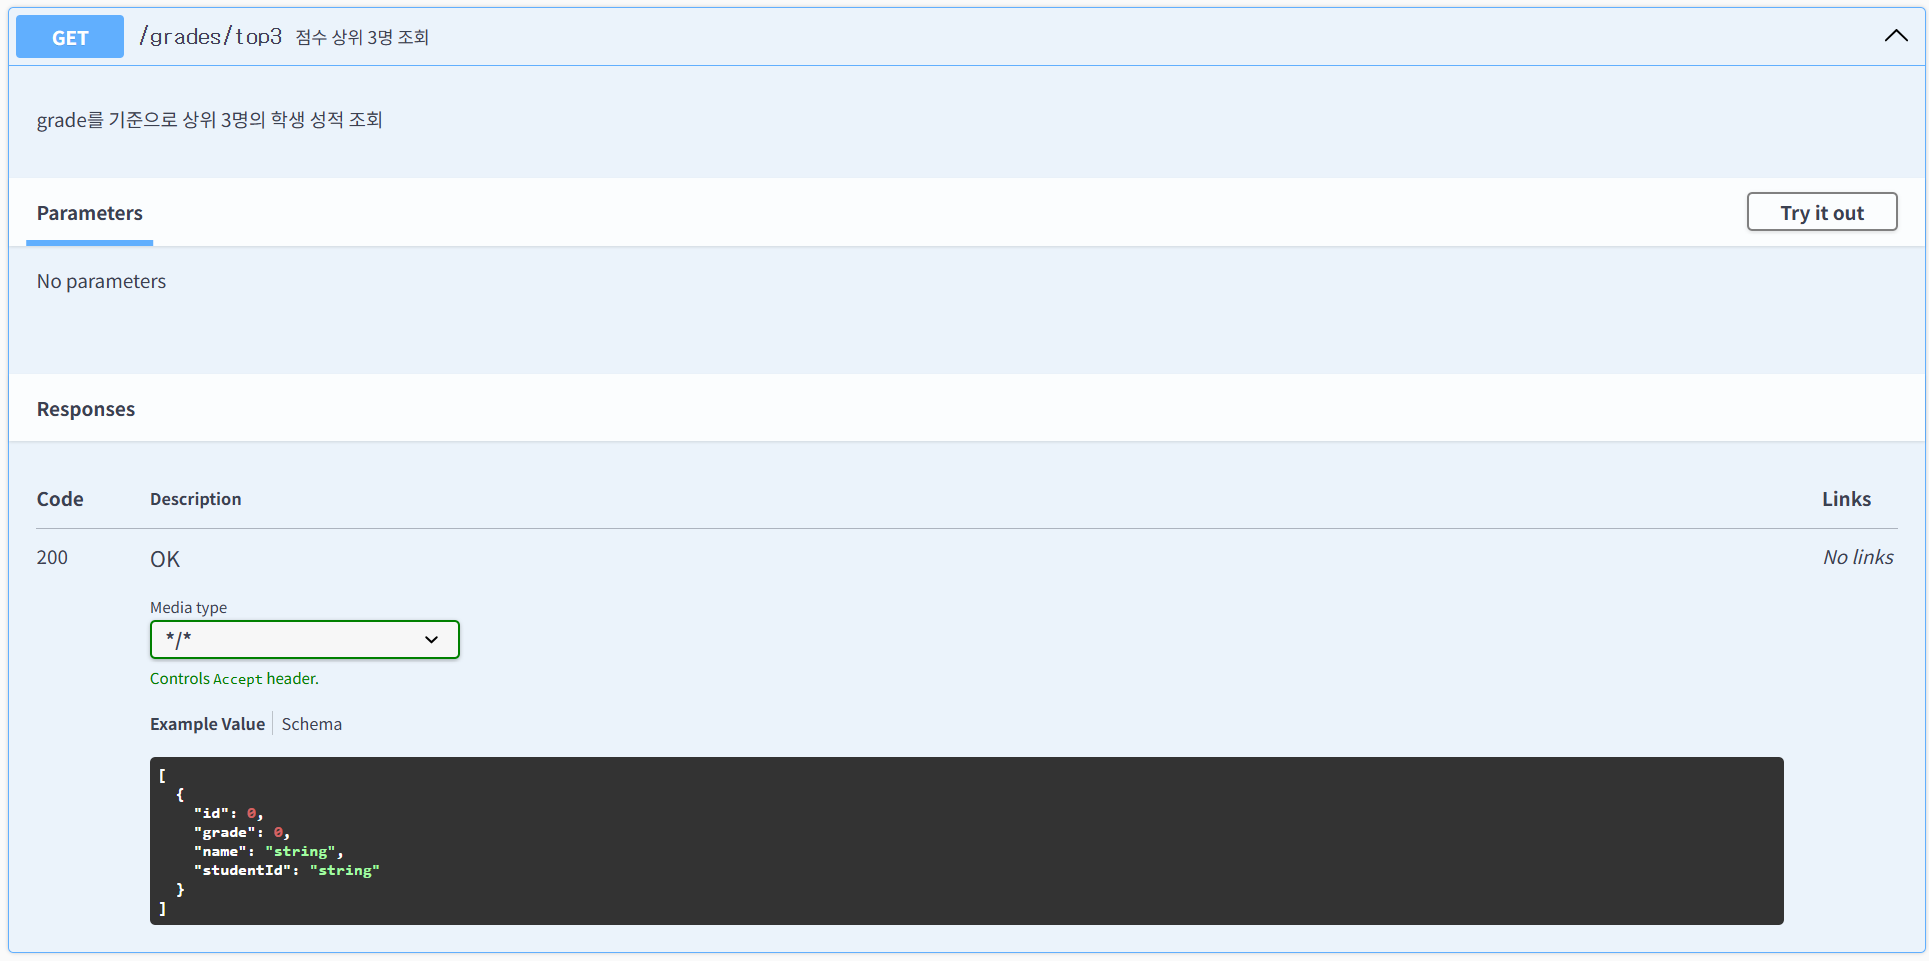 GET /grades/top3 점수 상위 3명 조회
grade를 기준으로 상위 3명의 학생 성적 조회
Parameters Try it out
No parameters
Responses
Code Description Links
200 OK No links
Media type
*/*
Controls Accept header.
Example Value Schema
[
  {
    "id": 0,
    "grade": 0,
    "name": "string",
    "studentId": "string"
  }
]